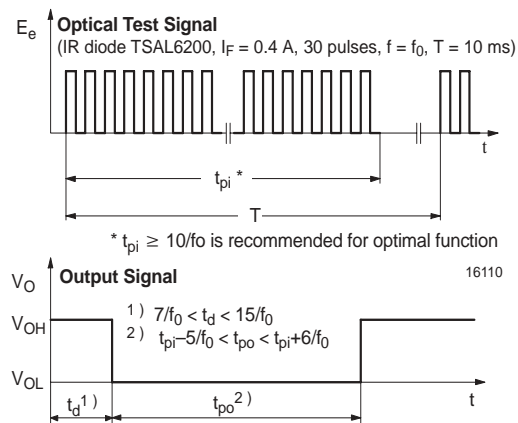 Eₑ Optical Test Signal
(IR diode TSAL6200, I_F = 0.4 A, 30 pulses, f = f₀, T = 10 ms)
t
t_pi *
T
* t_pi ≥ 10/fo is recommended for optimal function
V_O Output Signal 16110
V_OH
1) 7/f₀ < t_d < 15/f₀
2) t_pi–5/f₀ < t_po < t_pi+6/f₀
V_OL
t_d 1) t_po 2) t